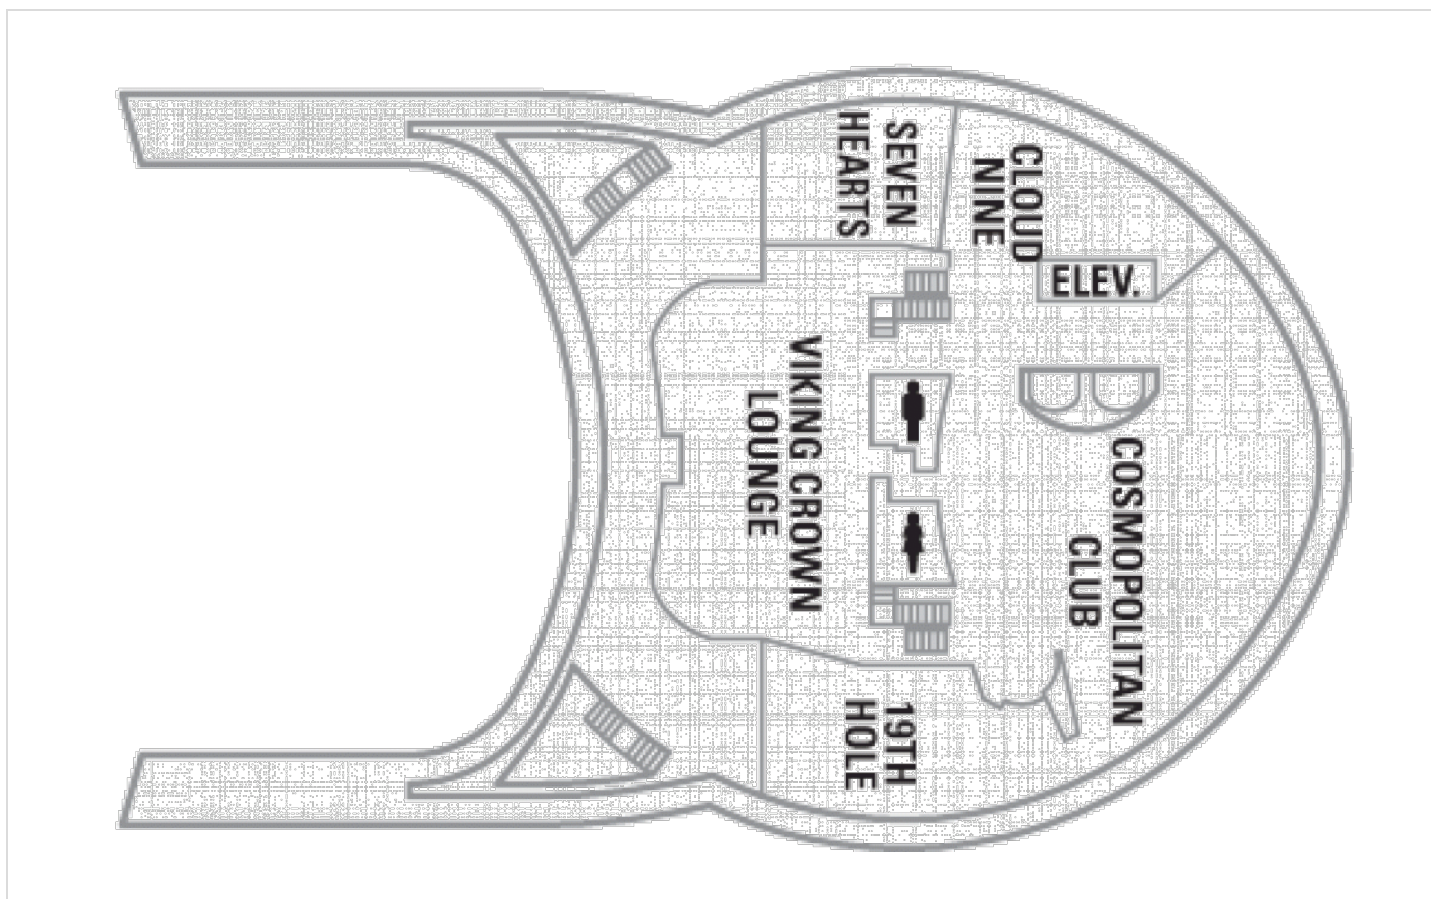 SEVEN
HEARTS
CLOUD
NINE
ELEV.
VIKING CROWN
LOUNGE
COSMOPOLITAN
CLUB
19TH
HOLE